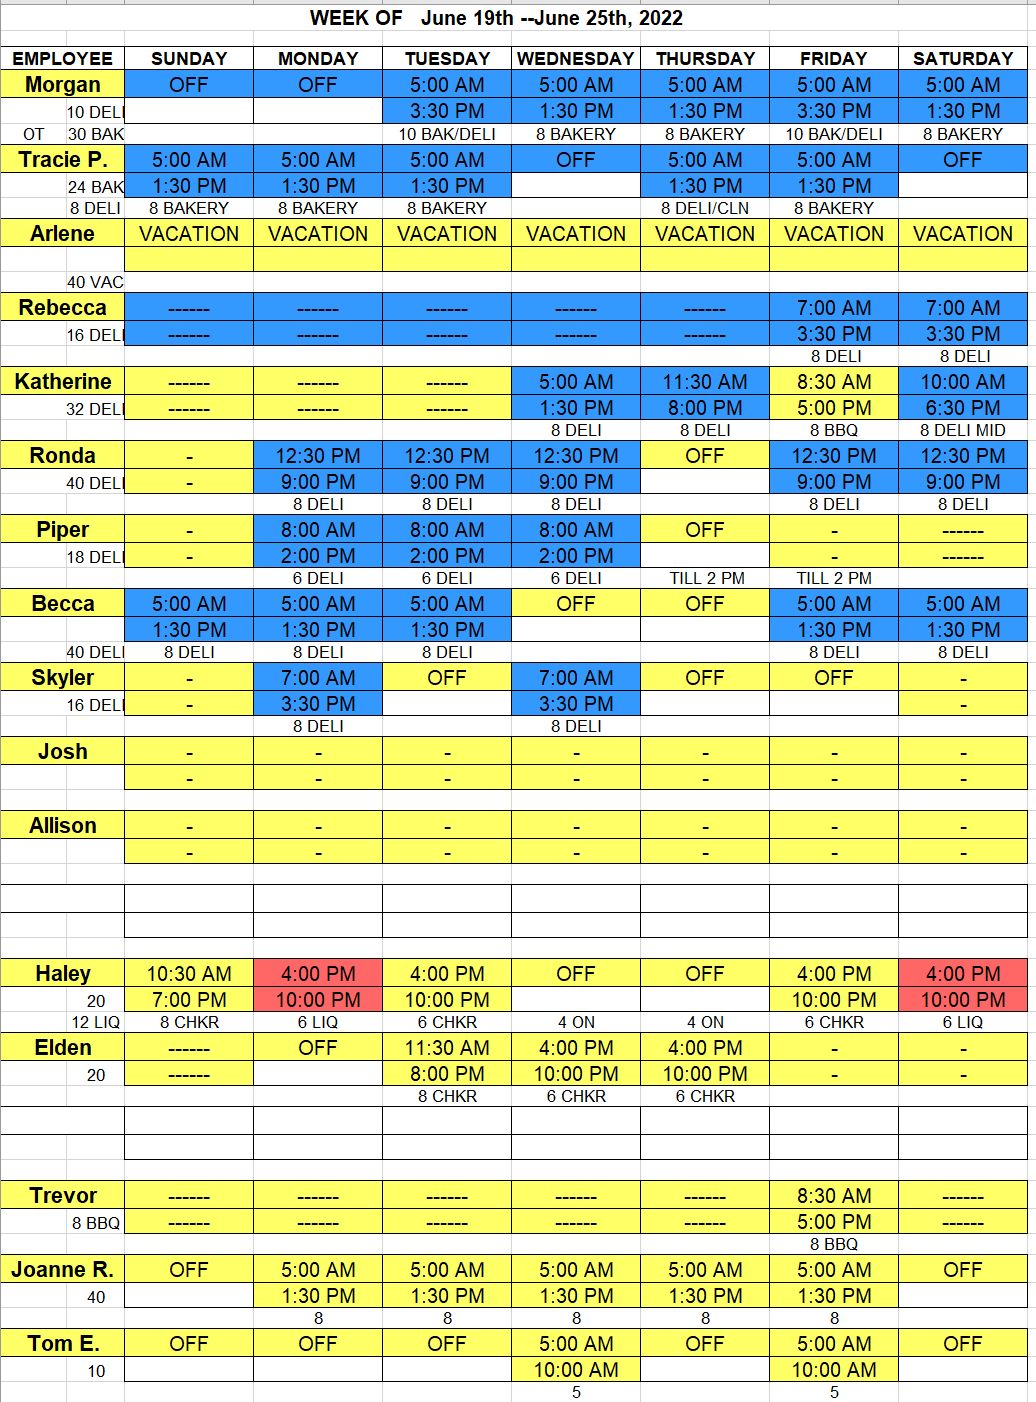 WEEK OF June 19th --June 25th, 2022
EMPLOYEE SUNDAY MONDAY TUESDAY WEDNESDAY THURSDAY FRIDAY SATURDAY
Morgan OFF OFF 5:00 AM 5:00 AM 5:00 AM 5:00 AM 5:00 AM
10 DELI 3:30 PM 1:30 PM 1:30 PM 3:30 PM 1:30 PM
OT 30 BAK 10 BAK/DELI 8 BAKERY 8 BAKERY 10 BAK/DELI 8 BAKERY
Tracie P. 5:00 AM 5:00 AM 5:00 AM OFF 5:00 AM 5:00 AM OFF
24 BAK 1:30 PM 1:30 PM 1:30 PM 1:30 PM 1:30 PM
8 DELI 8 BAKERY 8 BAKERY 8 BAKERY 8 DELI/CLN 8 BAKERY
Arlene VACATION VACATION VACATION VACATION VACATION VACATION VACATION
40 VAC
Rebecca ------ ------ ------ ------ ------ 7:00 AM 7:00 AM
16 DELI ------ ------ ------ ------ ------ 3:30 PM 3:30 PM
8 DELI 8 DELI
Katherine ------ ------ ------ 5:00 AM 11:30 AM 8:30 AM 10:00 AM
32 DELI ------ ------ ------ 1:30 PM 8:00 PM 5:00 PM 6:30 PM
8 DELI 8 DELI 8 BBQ 8 DELI MID
Ronda - 12:30 PM 12:30 PM 12:30 PM OFF 12:30 PM 12:30 PM
40 DELI - 9:00 PM 9:00 PM 9:00 PM 9:00 PM 9:00 PM
8 DELI 8 DELI 8 DELI 8 DELI 8 DELI
Piper - 8:00 AM 8:00 AM 8:00 AM OFF - ------
18 DELI - 2:00 PM 2:00 PM 2:00 PM - ------
6 DELI 6 DELI 6 DELI TILL 2 PM TILL 2 PM
Becca 5:00 AM 5:00 AM 5:00 AM OFF OFF 5:00 AM 5:00 AM
1:30 PM 1:30 PM 1:30 PM 1:30 PM 1:30 PM
40 DELI 8 DELI 8 DELI 8 DELI 8 DELI 8 DELI
Skyler - 7:00 AM OFF 7:00 AM OFF OFF -
16 DELI - 3:30 PM 3:30 PM -
8 DELI 8 DELI
Josh - - - - - - -
- - - - - - -
Allison - - - - - - -
- - - - - - -
Haley 10:30 AM 4:00 PM 4:00 PM OFF OFF 4:00 PM 4:00 PM
20 7:00 PM 10:00 PM 10:00 PM 10:00 PM 10:00 PM
12 LIQ 8 CHKR 6 LIQ 6 CHKR 4 ON 4 ON 6 CHKR 6 LIQ
Elden ------ OFF 11:30 AM 4:00 PM 4:00 PM - -
20 ------ 8:00 PM 10:00 PM 10:00 PM - -
8 CHKR 6 CHKR 6 CHKR
Trevor ------ ------ ------ ------ ------ 8:30 AM ------
8 BBQ ------ ------ ------ ------ ------ 5:00 PM ------
8 BBQ
Joanne R. OFF 5:00 AM 5:00 AM 5:00 AM 5:00 AM 5:00 AM OFF
40 1:30 PM 1:30 PM 1:30 PM 1:30 PM 1:30 PM
8 8 8 8 8
Tom E. OFF OFF OFF 5:00 AM OFF 5:00 AM OFF
10 10:00 AM 10:00 AM
5 5